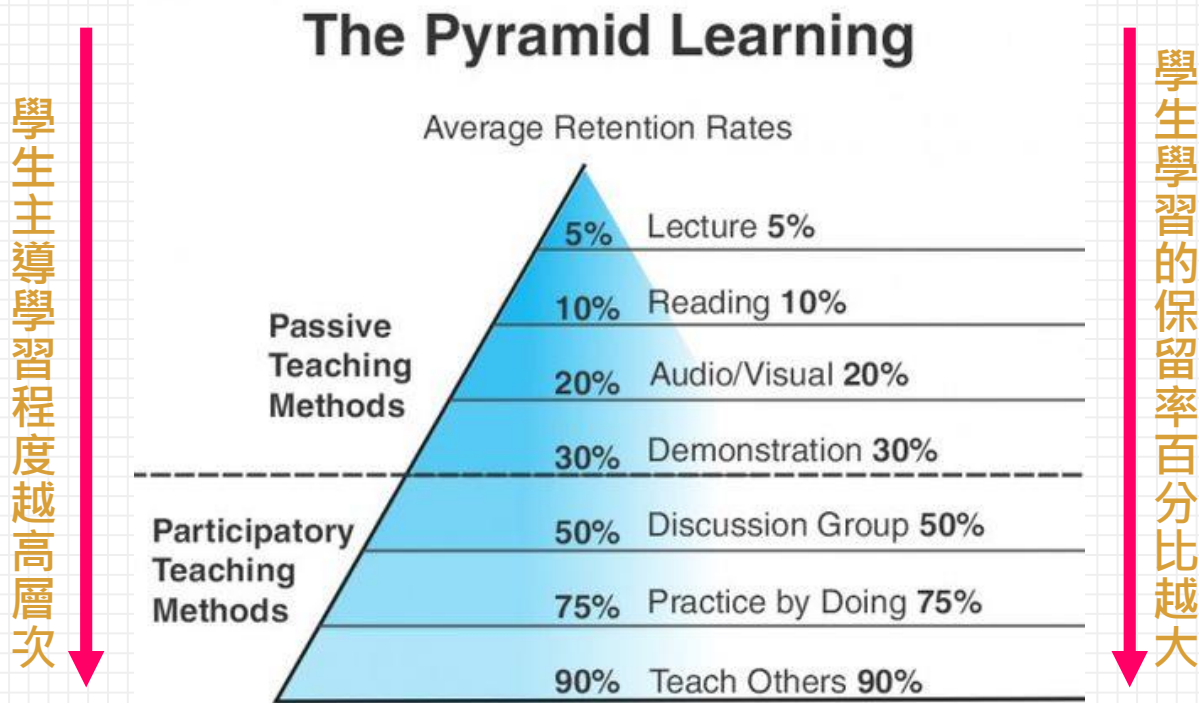 The Pyramid Learning
Average Retention Rates
學生主導學習程度越高層次
5% Lecture 5%
10% Reading 10%
Passive
Teaching
Methods
20% Audio/Visual 20%
30% Demonstration 30%
Participatory
Teaching
Methods
50% Discussion Group 50%
75% Practice by Doing 75%
90% Teach Others 90%
學生學習的保留率百分比越大